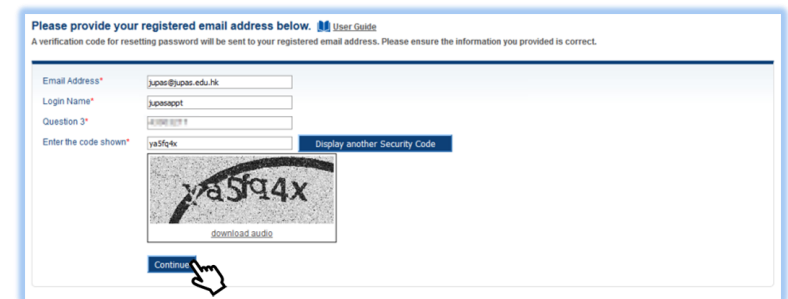 Please provide your registered email address below. User Guide
A verification code for resetting password will be sent to your registered email address. Please ensure the information you provided is correct.
Email Address* jupas@jupas.edu.hk
Login Name* jupasappt
Question 3*
Enter the code shown* ya5fq4x Display another Security Code
ya5fq4x
download audio
Continue